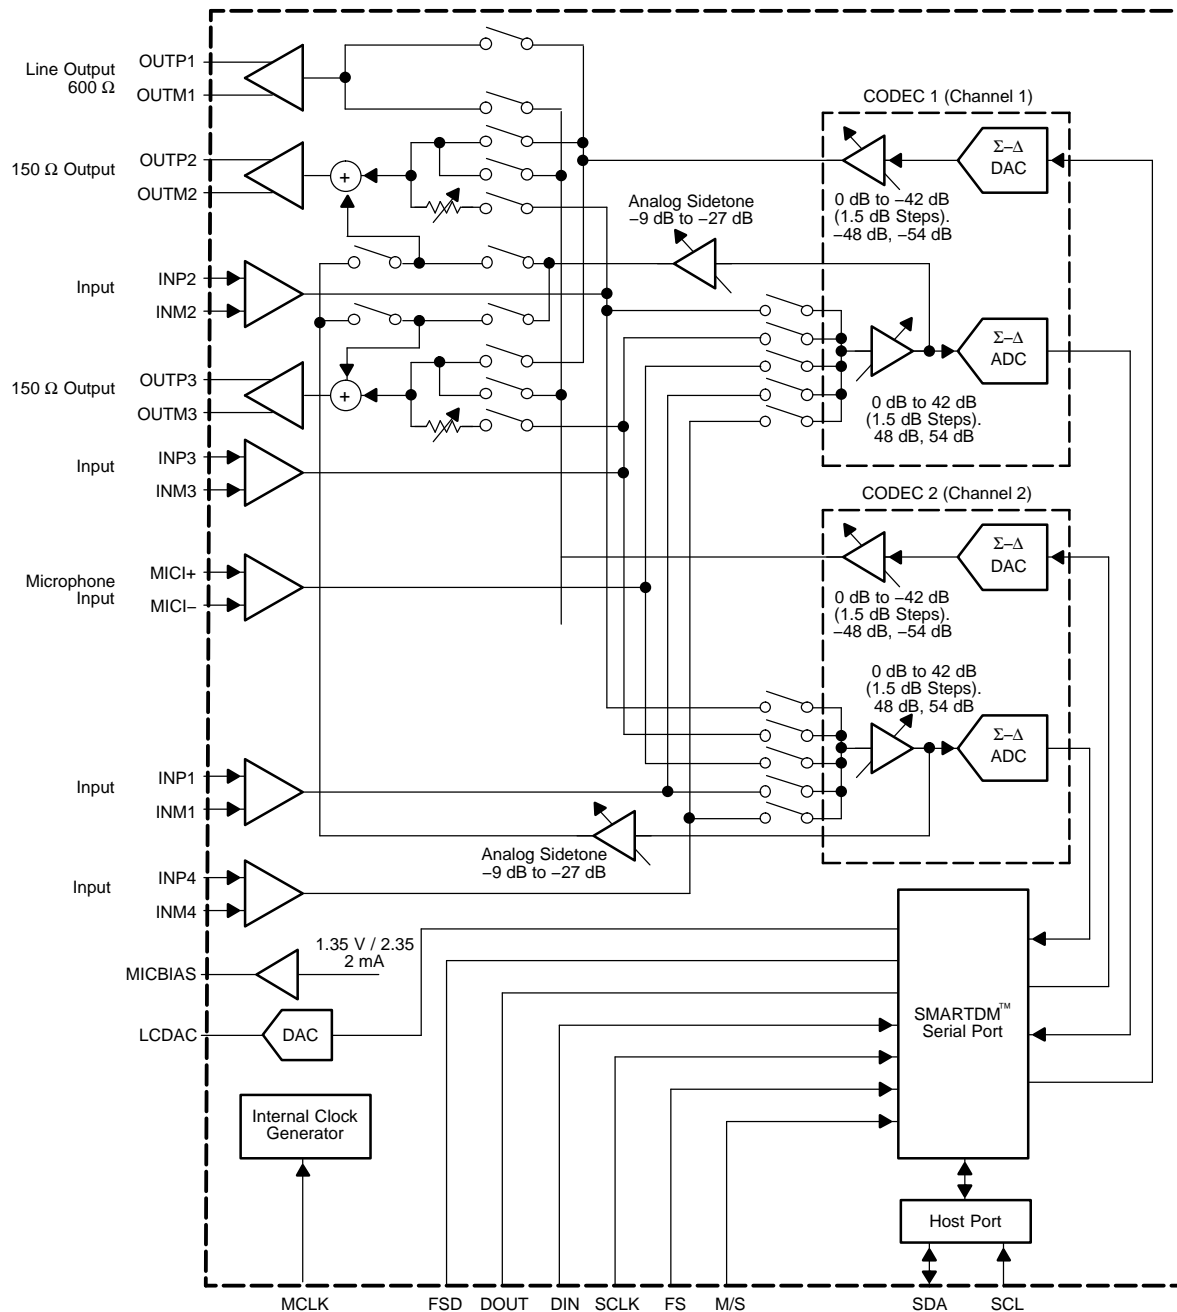 Line Output
600 Ω
OUTP1
OUTM1
150 Ω Output
OUTP2
OUTM2
Input
INP2
INM2
150 Ω Output
OUTP3
OUTM3
Input
INP3
INM3
Microphone
Input
MICI+
MICI–
Input
INP1
INM1
Input
INP4
INM4
MICBIAS
1.35 V / 2.35
2 mA
LCDAC
DAC
Internal Clock
Generator
+
+
Analog Sidetone
–9 dB to –27 dB
Analog Sidetone
–9 dB to –27 dB
CODEC 1 (Channel 1)
Σ–Δ
DAC
0 dB to –42 dB
(1.5 dB Steps).
–48 dB, –54 dB
Σ–Δ
ADC
0 dB to 42 dB
(1.5 dB Steps).
48 dB, 54 dB
CODEC 2 (Channel 2)
Σ–Δ
DAC
0 dB to –42 dB
(1.5 dB Steps).
–48 dB, –54 dB
0 dB to 42 dB
(1.5 dB Steps).
48 dB, 54 dB
Σ–Δ
ADC
SMARTDM™
Serial Port
Host Port
MCLK
FSD
DOUT
DIN
SCLK
FS
M/S
SDA
SCL